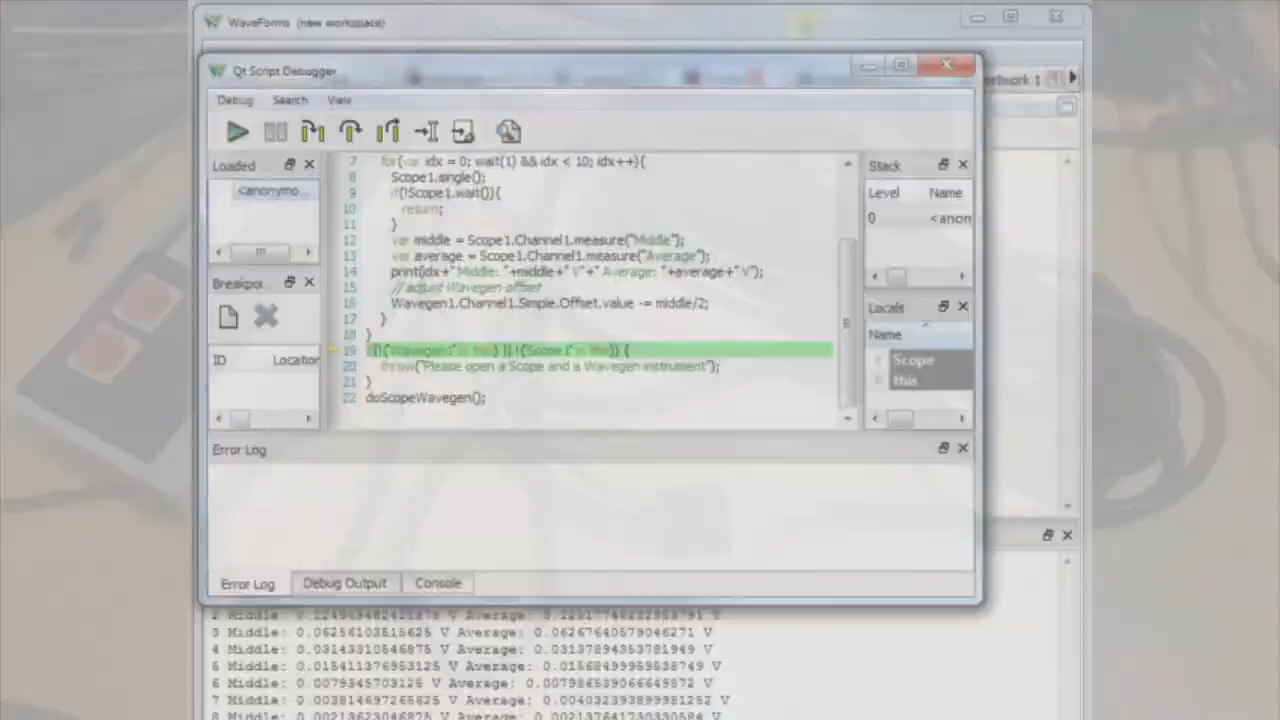 WaveForms (new workspace)
Qt Script Debugger
Debug Search View
Loaded
<anonymo...
Breakpoi...
ID Location
7 for(var idx = 0; wait(1) && idx < 10; idx++){
8 Scope1.single();
9 if(!Scope1.wait()){
10 return;
11 }
12 var middle = Scope1.Channel1.measure("Middle");
13 var average = Scope1.Channel1.measure("Average");
14 print(idx+" Middle: "+middle+" V"+" Average: "+average+" V");
15 // adjust Wavegen offset
16 Wavegen1.Channel1.Simple.Offset.value -= middle/2;
17 }
18 }
19 if(!("Wavegen1" in this) || !("Scope1" in this)) {
20 throw("Please open a Scope and a Wavegen instrument");
21 }
22 doScopeWavegen();
Stack
Level Name
0 <anon
Locals
Name
Scope
this
Error Log
Error Log Debug Output Console
3 Middle: 0.06256103515625 V Average: 0.06267640579046271 V
4 Middle: 0.03143310546875 V Average: 0.03137894353781949 V
5 Middle: 0.015411376953125 V Average: 0.01568499959538749 V
6 Middle: 0.0079345703125 V Average: 0.007986539066649872 V
7 Middle: 0.003814697265625 V Average: 0.004032393899981252 V
8 Middle: 0.00213623046875 V Average: 0.002137641730330584 V